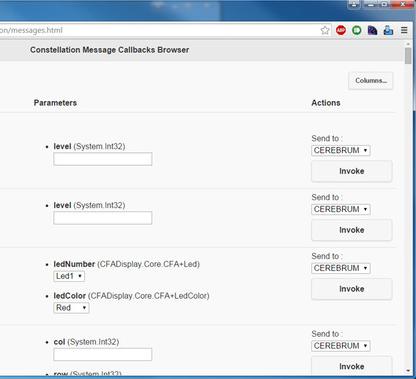 on/messages.html
ABP
Constellation Message Callbacks Browser
Columns...
Parameters Actions
level (System.Int32)
Send to :
CEREBRUM
Invoke
level (System.Int32)
Send to :
CEREBRUM
Invoke
ledNumber (CFADisplay.Core.CFA+Led)
Led1
ledColor (CFADisplay.Core.CFA+LedColor)
Red
Send to :
CEREBRUM
Invoke
col (System.Int32)
Send to :
CEREBRUM
Invoke
row (System.Int32)